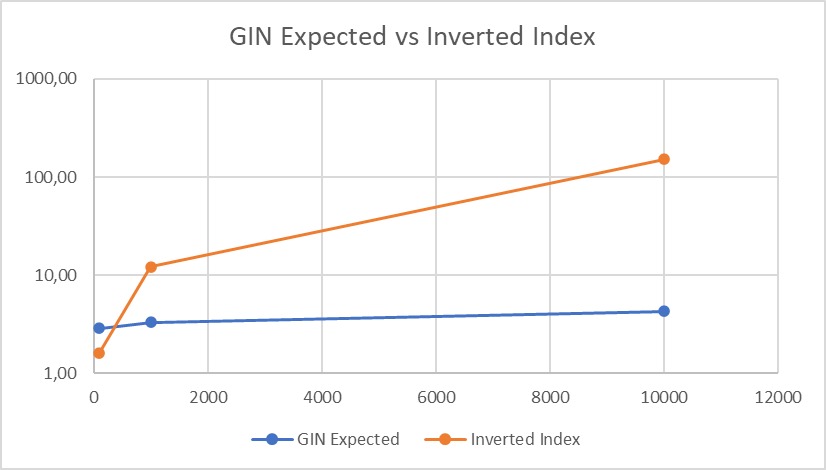 GIN Expected vs Inverted Index
1000,00
100,00
10,00
1,00
0 2000 4000 6000 8000 10000 12000
GIN Expected Inverted Index